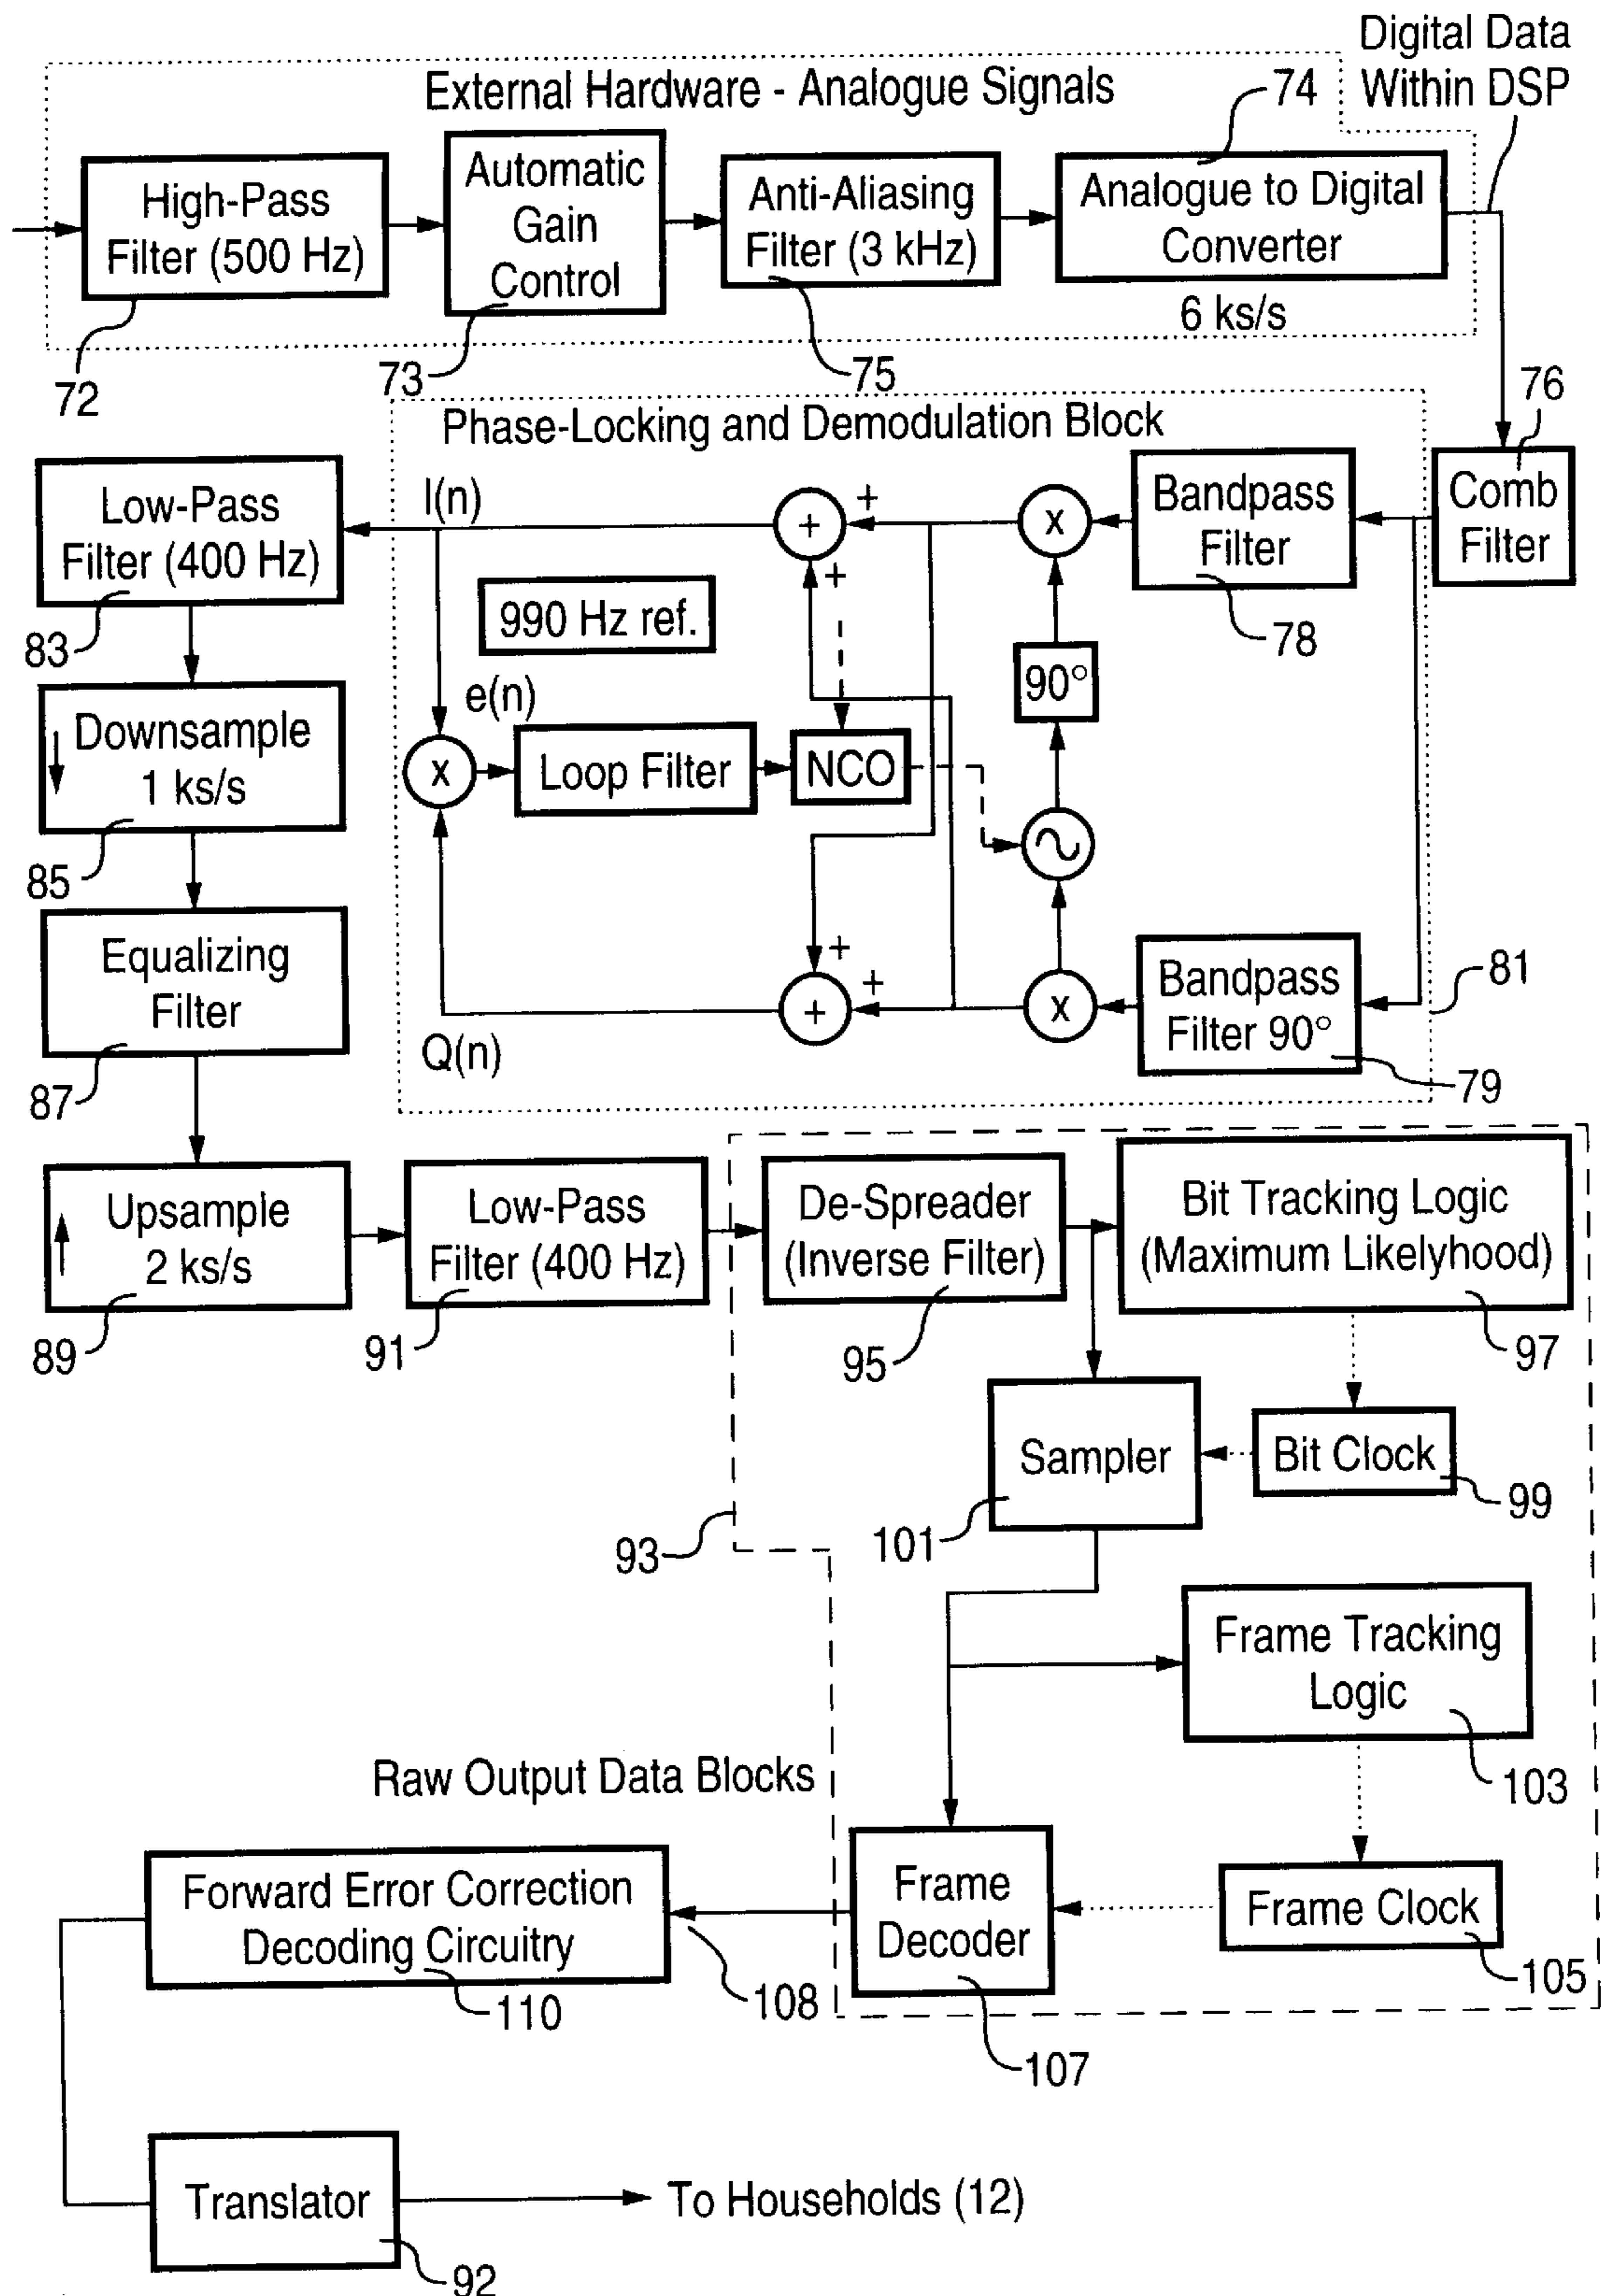 Digital Data
Within DSP
External Hardware - Analogue Signals
74
High-Pass
Filter (500 Hz)
Automatic
Gain
Control
Anti-Aliasing
Filter (3 kHz)
Analogue to Digital
Converter
6 ks/s
72
73
75
76
Phase-Locking and Demodulation Block
Low-Pass
Filter (400 Hz)
I(n)
+
+
x
Bandpass
Filter
Comb
Filter
+
83
990 Hz ref.
78
90°
e(n)
Downsample
1 ks/s
x
Loop Filter
NCO
85
Equalizing
Filter
+
+
+
x
Bandpass
Filter 90°
81
Q(n)
87
79
Upsample
2 ks/s
Low-Pass
Filter (400 Hz)
De-Spreader
(Inverse Filter)
Bit Tracking Logic
(Maximum Likelyhood)
89
91
95
97
Sampler
Bit Clock
99
93
101
Frame Tracking
Logic
Raw Output Data Blocks
103
Forward Error Correction
Decoding Circuitry
Frame
Decoder
Frame Clock
110
108
105
107
Translator
To Households (12)
92